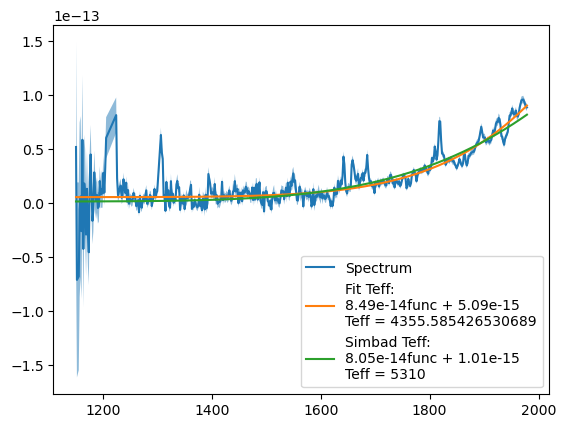 1e−13
1.5
1.0
0.5
0.0
−0.5
−1.0
−1.5
Spectrum
Fit Teff:
8.49e-14func + 5.09e-15
Teff = 4355.585426530689
Simbad Teff:
8.05e-14func + 1.01e-15
Teff = 5310
1200 1400 1600 1800 2000